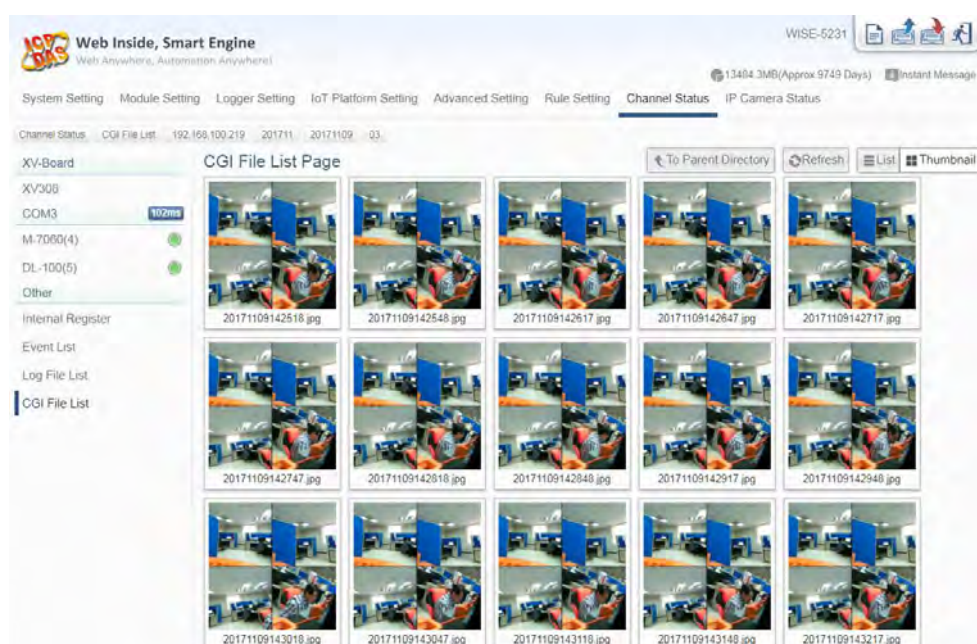 ICP DAS
Web Inside, Smart Engine
Web Anywhere, Automation Anywhere!
WISE-5231
13484.3MB(Approx 9749 Days) Instant Message
System Setting Module Setting Logger Setting IoT Platform Setting Advanced Setting Rule Setting Channel Status IP Camera Status
Channel Status CGI File List 192.168.100.219 201711 20171109 03
XV-Board
XV306
COM3 102ms
M-7060(4)
DL-100(5)
Other
Internal Register
Event List
Log File List
CGI File List
CGI File List Page
To Parent Directory Refresh List Thumbnail
20171109142518.jpg 20171109142548.jpg 20171109142617.jpg 20171109142647.jpg 20171109142717.jpg
20171109142747.jpg 20171109142818.jpg 20171109142848.jpg 20171109142917.jpg 20171109142948.jpg
20171109143018.jpg 20171109143047.jpg 20171109143118.jpg 20171109143148.jpg 20171109143217.jpg